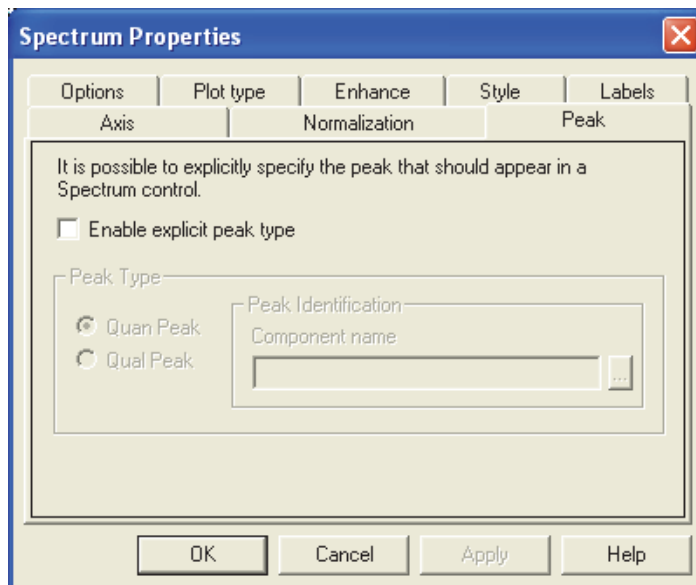 Spectrum Properties
Options Plot type Enhance Style Labels
Axis Normalization Peak
It is possible to explicitly specify the peak that should appear in a
Spectrum control.
Enable explicit peak type
Peak Type
Peak Identification
Quan Peak
Component name
Qual Peak
...
OK Cancel Apply Help